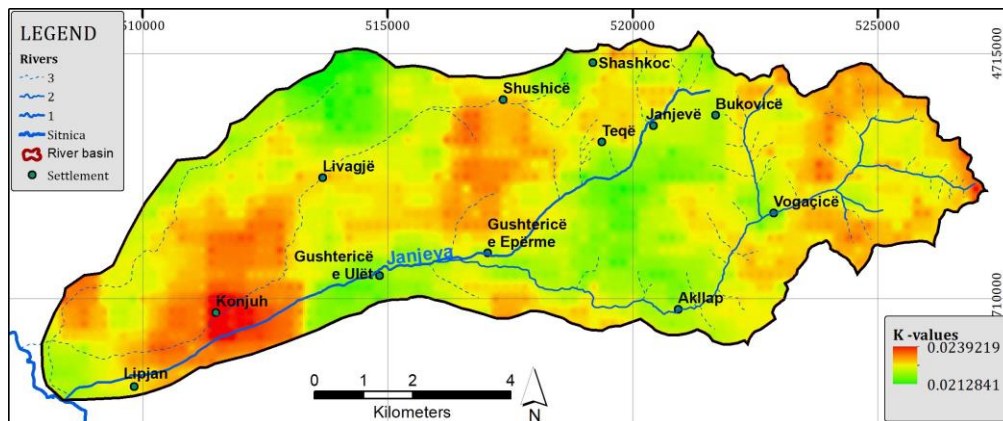 LEGEND
Rivers
3
2
1
Sitnica
River basin
Settlement
510000
515000
520000
525000
4715000
710000
Shashkoc
Shushicë
Janjevë
Bukovicë
Teqë
Livagjë
Vogaçicë
Gushtericë
e Epërme
Gushtericë
e Ulët
Janjeva
Konjuh
Akllap
Lipjan
0 1 2 4
Kilometers
N
K -values
0.0239219
0.0212841